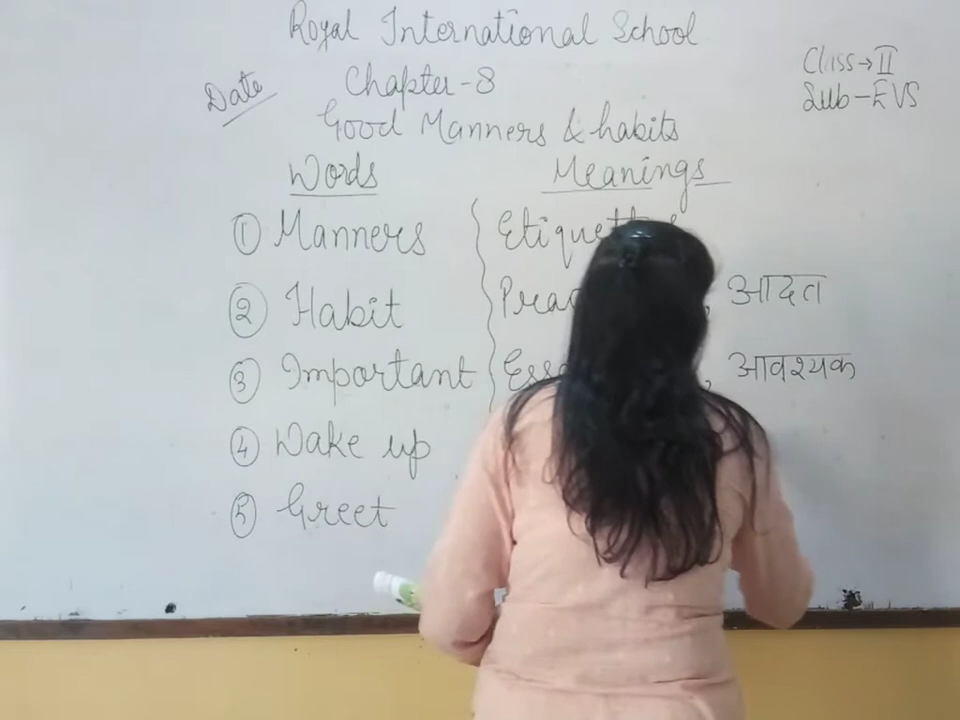 Royal International School
Class→II
Date Chapter-8
Sub-EVS
Good Manners & habits
Words Meanings
① Manners
② Habit , आदत
③ Important , आवश्यक
④ Wake up
⑤ Greet